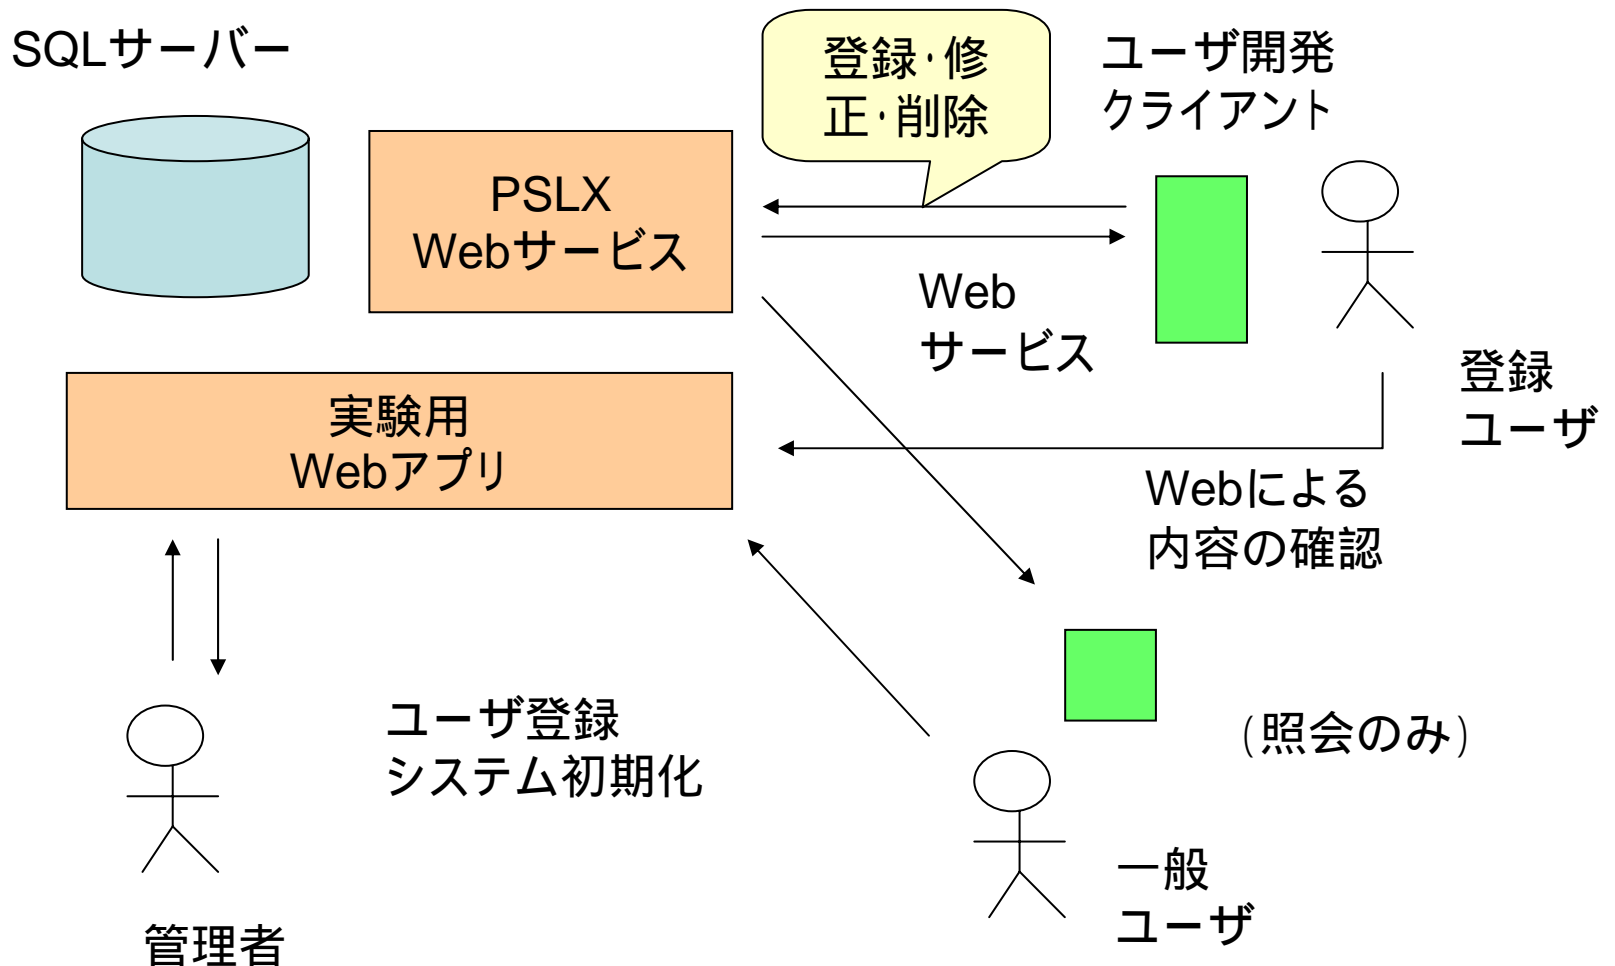 SQLサーバー
登録・修
正・削除
ユーザ開発
クライアント
PSLX
Webサービス
Web
サービス
登録
ユーザ
実験用
Webアプリ
Webによる
内容の確認
ユーザ登録
システム初期化
(照会のみ)
一般
ユーザ
管理者